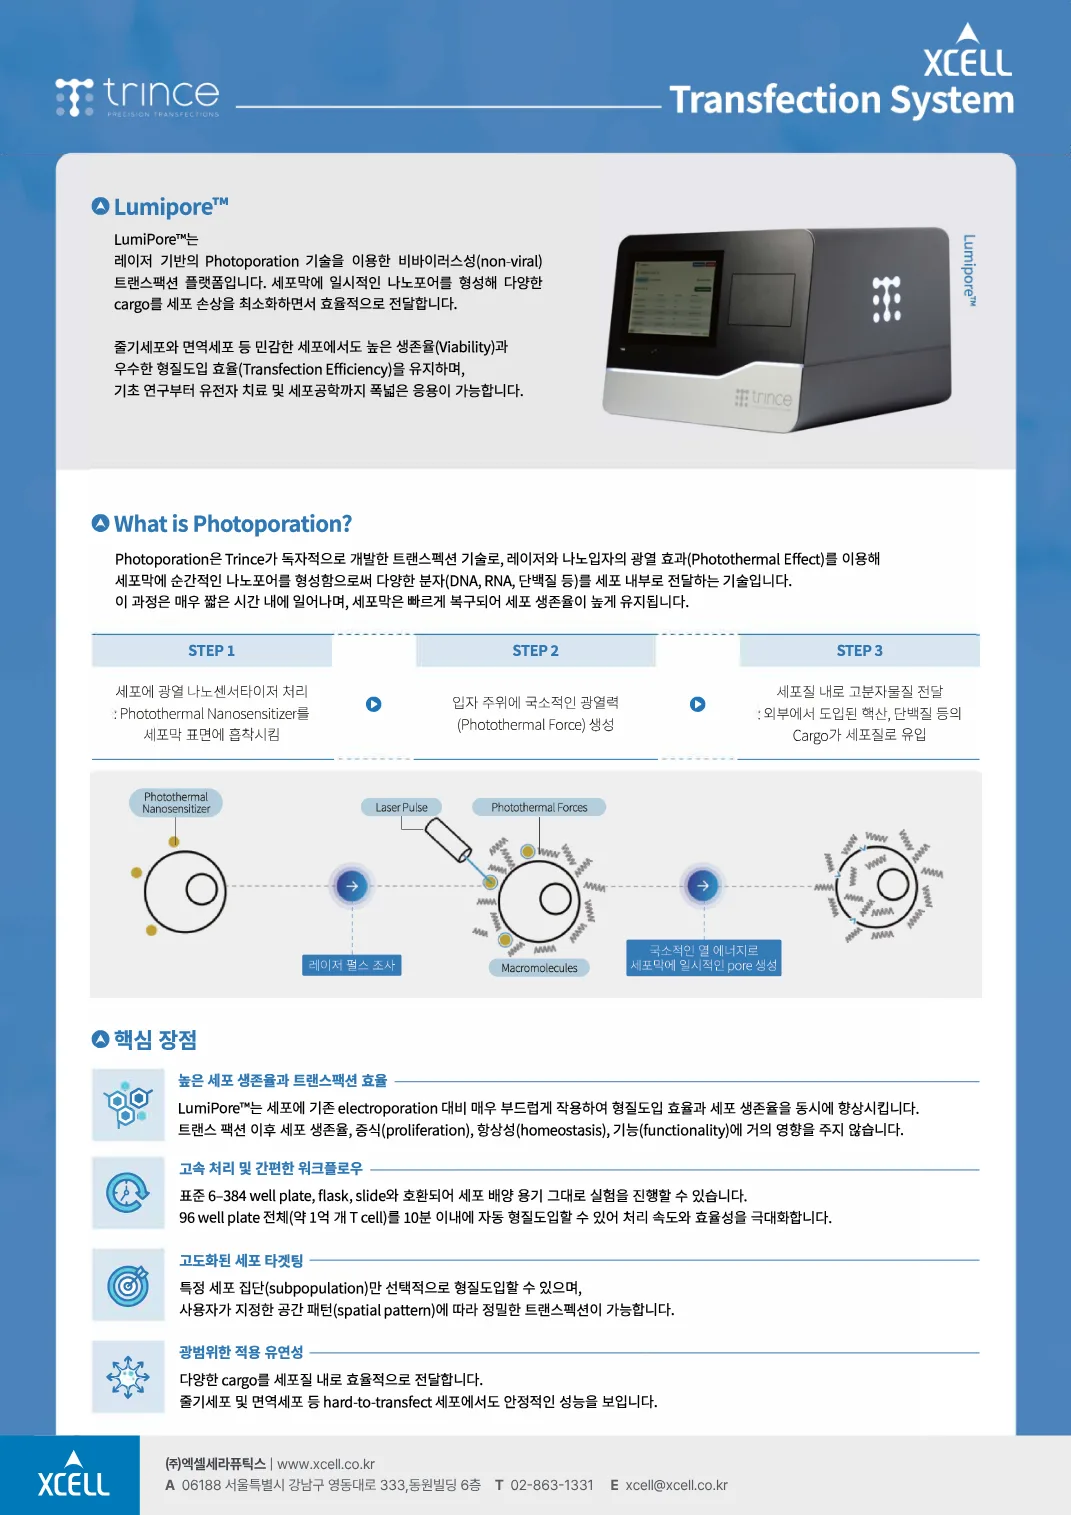 XCELL
trince
PRECISION TRANSFECTIONS
Transfection System
Lumipore™
LumiPore™는
레이저 기반의 Photoporation 기술을 이용한 비바이러스성(non-viral)
트랜스팩션 플랫폼입니다. 세포막에 일시적인 나노포어를 형성해 다양한
cargo를 세포 손상을 최소화하면서 효율적으로 전달합니다.
줄기세포와 면역세포 등 민감한 세포에서도 높은 생존율(Viability)과
우수한 형질도입 효율(Transfection Efficiency)을 유지하며,
기초 연구부터 유전자 치료 및 세포공학까지 폭넓은 응용이 가능합니다.
trince
Lumipore™
What is Photoporation?
Photoporation은 Trince가 독자적으로 개발한 트랜스펙션 기술로, 레이저와 나노입자의 광열 효과(Photothermal Effect)를 이용해
세포막에 순간적인 나노포어를 형성함으로써 다양한 분자(DNA, RNA, 단백질 등)를 세포 내부로 전달하는 기술입니다.
이 과정은 매우 짧은 시간 내에 일어나며, 세포막은 빠르게 복구되어 세포 생존율이 높게 유지됩니다.
STEP 1
세포에 광열 나노센서타이저 처리
: Photothermal Nanosensitizer를
세포막 표면에 흡착시킴
STEP 2
입자 주위에 국소적인 광열력
(Photothermal Force) 생성
STEP 3
세포질 내로 고분자물질 전달
: 외부에서 도입된 핵산, 단백질 등의
Cargo가 세포질로 유입
Photothermal
Nanosensitizer
Laser Pulse
Photothermal Forces
레이저 펄스 조사
Macromolecules
국소적인 열 에너지로
세포막에 일시적인 pore 생성
핵심 장점
높은 세포 생존율과 트랜스팩션 효율
LumiPore™는 세포에 기존 electroporation 대비 매우 부드럽게 작용하여 형질도입 효율과 세포 생존율을 동시에 향상시킵니다.
트랜스 팩션 이후 세포 생존율, 증식(proliferation), 항상성(homeostasis), 기능(functionality)에 거의 영향을 주지 않습니다.
고속 처리 및 간편한 워크플로우
표준 6–384 well plate, flask, slide와 호환되어 세포 배양 용기 그대로 실험을 진행할 수 있습니다.
96 well plate 전체(약 1억 개 T cell)를 10분 이내에 자동 형질도입할 수 있어 처리 속도와 효율성을 극대화합니다.
고도화된 세포 타겟팅
특정 세포 집단(subpopulation)만 선택적으로 형질도입할 수 있으며,
사용자가 지정한 공간 패턴(spatial pattern)에 따라 정밀한 트랜스펙션이 가능합니다.
광범위한 적용 유연성
다양한 cargo를 세포질 내로 효율적으로 전달합니다.
줄기세포 및 면역세포 등 hard-to-transfect 세포에서도 안정적인 성능을 보입니다.
XCELL
㈜엑셀세라퓨틱스 | www.xcell.co.kr
A 06188 서울특별시 강남구 영동대로 333,동원빌딩 6층 T 02-863-1331 E xcell@xcell.co.kr